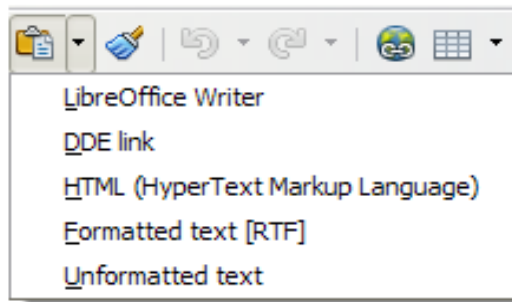 LibreOffice Writer
DDE link
HTML (HyperText Markup Language)
Formatted text [RTF]
Unformatted text